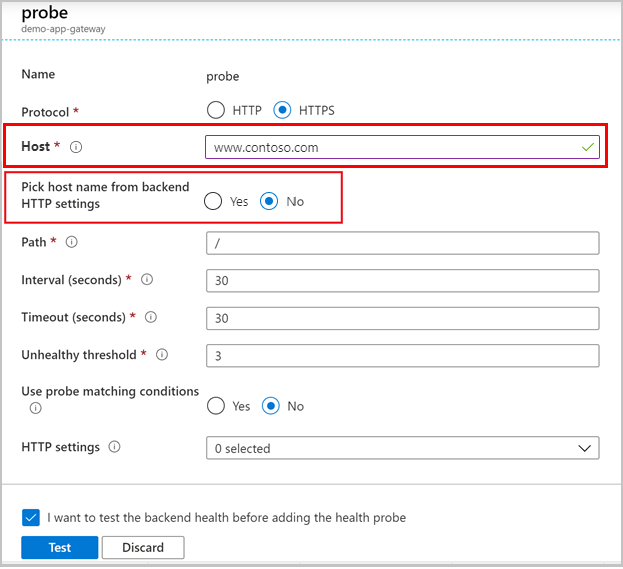 probe
demo-app-gateway
Name
probe
Protocol *
HTTP
HTTPS
Host *
www.contoso.com
Pick host name from backend
HTTP settings
Yes
No
Path *
/
Interval (seconds) *
30
Timeout (seconds) *
30
Unhealthy threshold *
3
Use probe matching conditions
Yes
No
HTTP settings
0 selected
I want to test the backend health before adding the health probe
Test
Discard